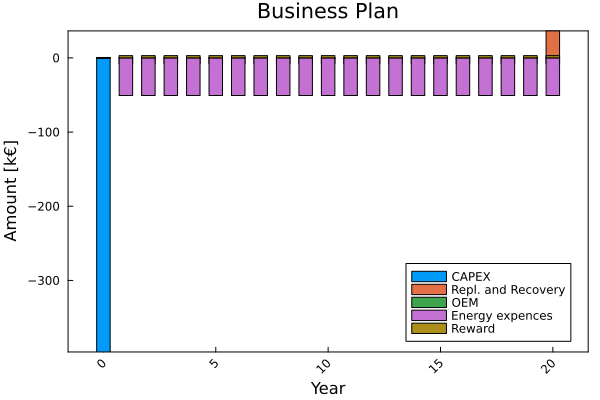 Business Plan
Amount [k€]
0
−100
−200
−300
0
5
10
15
20
Year
CAPEX
Repl. and Recovery
OEM
Energy expences
Reward